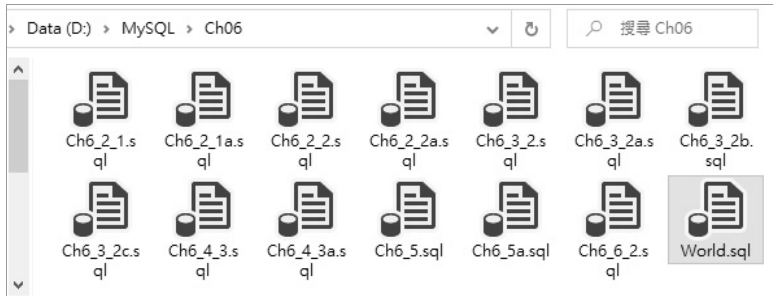 Data (D:) > MySQL > Ch06
搜尋 Ch06
Ch6_2_1.s
ql
Ch6_2_1a.s
ql
Ch6_2_2.s
ql
Ch6_2_2a.s
ql
Ch6_3_2.s
ql
Ch6_3_2a.s
ql
Ch6_3_2b.
sql
Ch6_3_2c.s
ql
Ch6_4_3.s
ql
Ch6_4_3a.s
ql
Ch6_5.sql
Ch6_5a.sql
Ch6_6_2.s
ql
World.sql